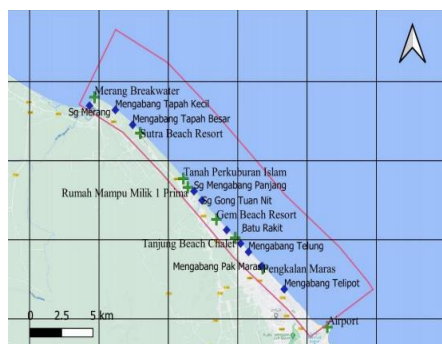 Merang Breakwater
Sg Merang
Mengabang Tapah Kecil
Mengabang Tapah Besar
Sutra Beach Resort
Tanah Perkuburan Islam
Sg Mengabang Panjang
Rumah Mampu Milik 1 Prima
Sg Gong Tuan Nit
Gem Beach Resort
Batu Rakit
Tanjung Beach Chalet
Mengabang Telung
Mengabang Pak Maras
Pengkalan Maras
Mengabang Telipot
Airport
0 2.5 5 km